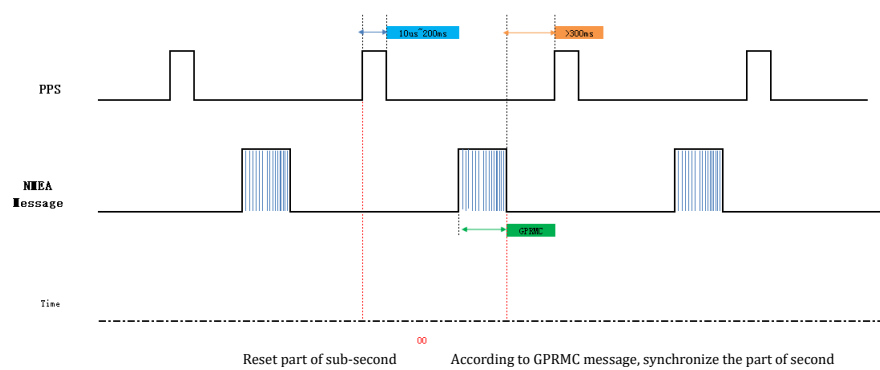 10us~200ms >300ms
PPS
NMEA
Message
GPRMC
Time
00
Reset part of sub-second According to GPRMC message, synchronize the part of second